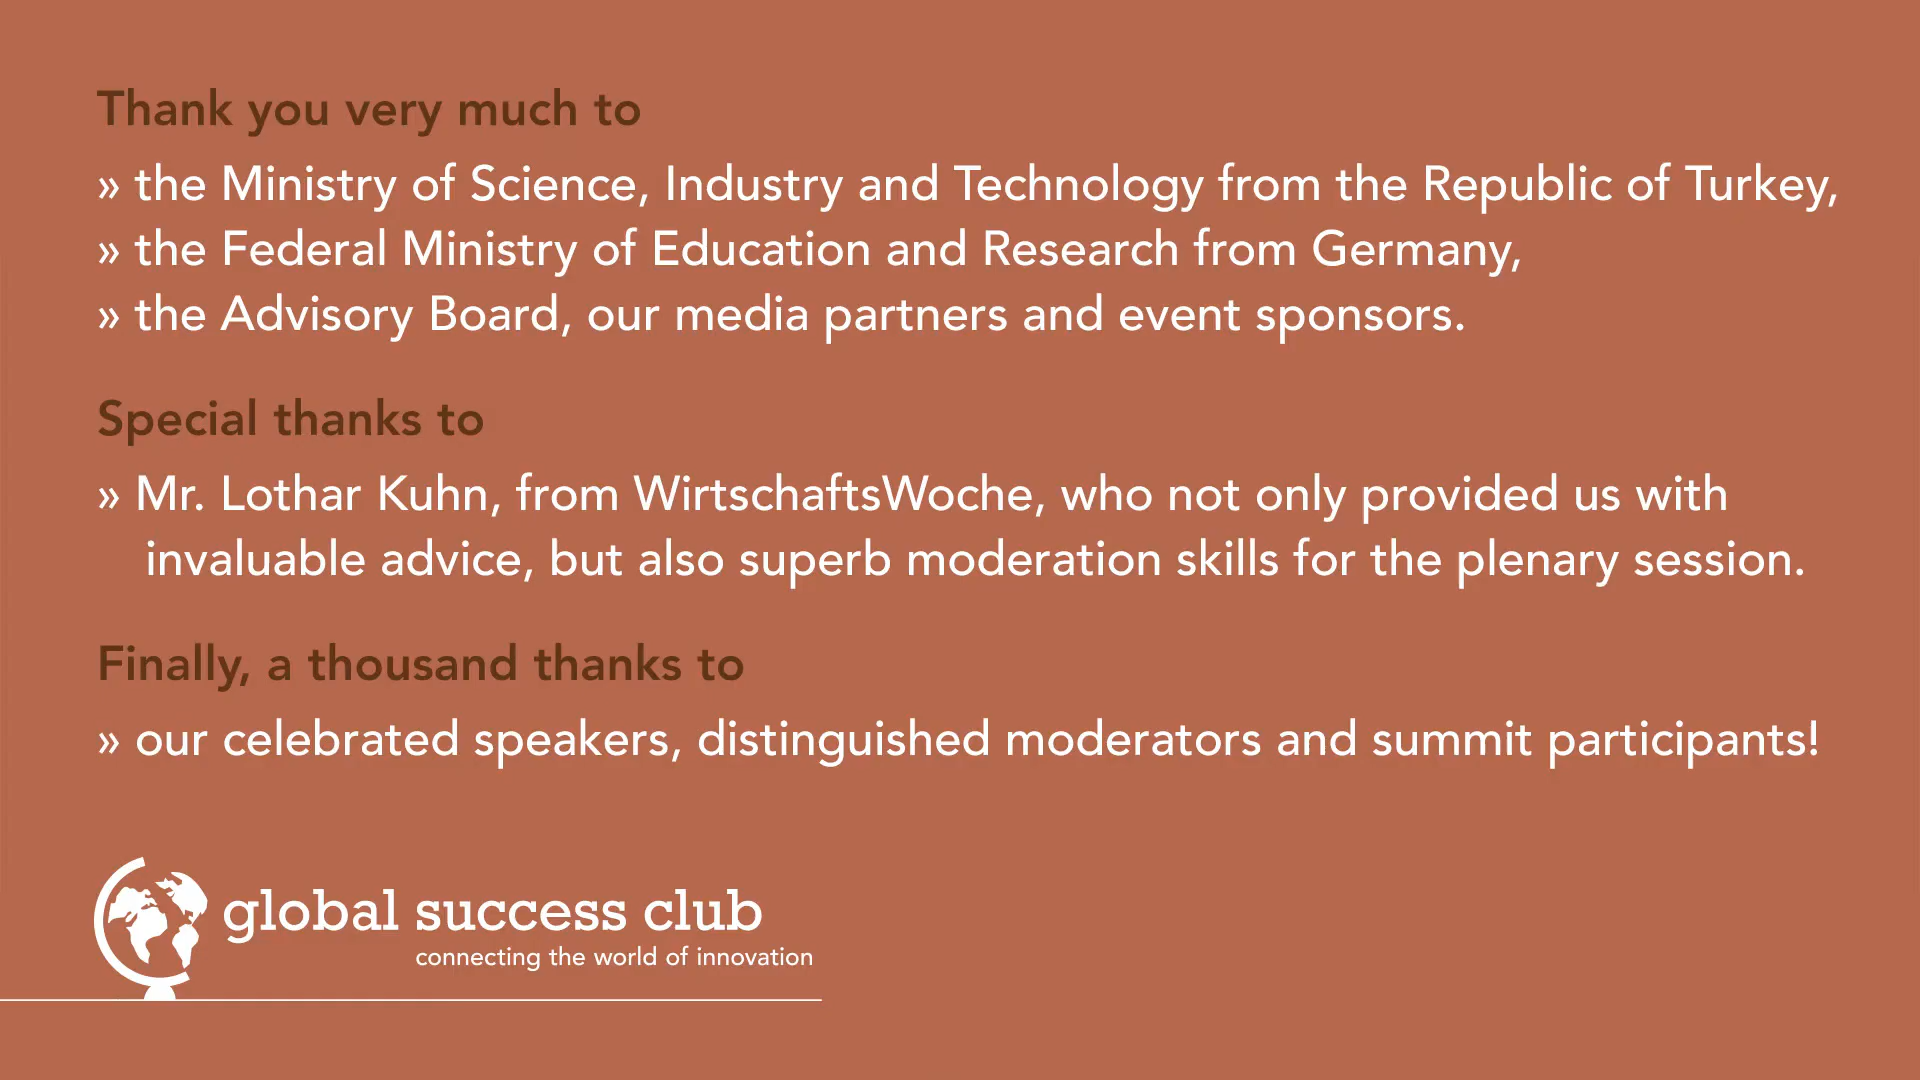 Thank you very much to
» the Ministry of Science, Industry and Technology from the Republic of Turkey,
» the Federal Ministry of Education and Research from Germany,
» the Advisory Board, our media partners and event sponsors.
Special thanks to
» Mr. Lothar Kuhn, from WirtschaftsWoche, who not only provided us with
invaluable advice, but also superb moderation skills for the plenary session.
Finally, a thousand thanks to
» our celebrated speakers, distinguished moderators and summit participants!
global success club
connecting the world of innovation